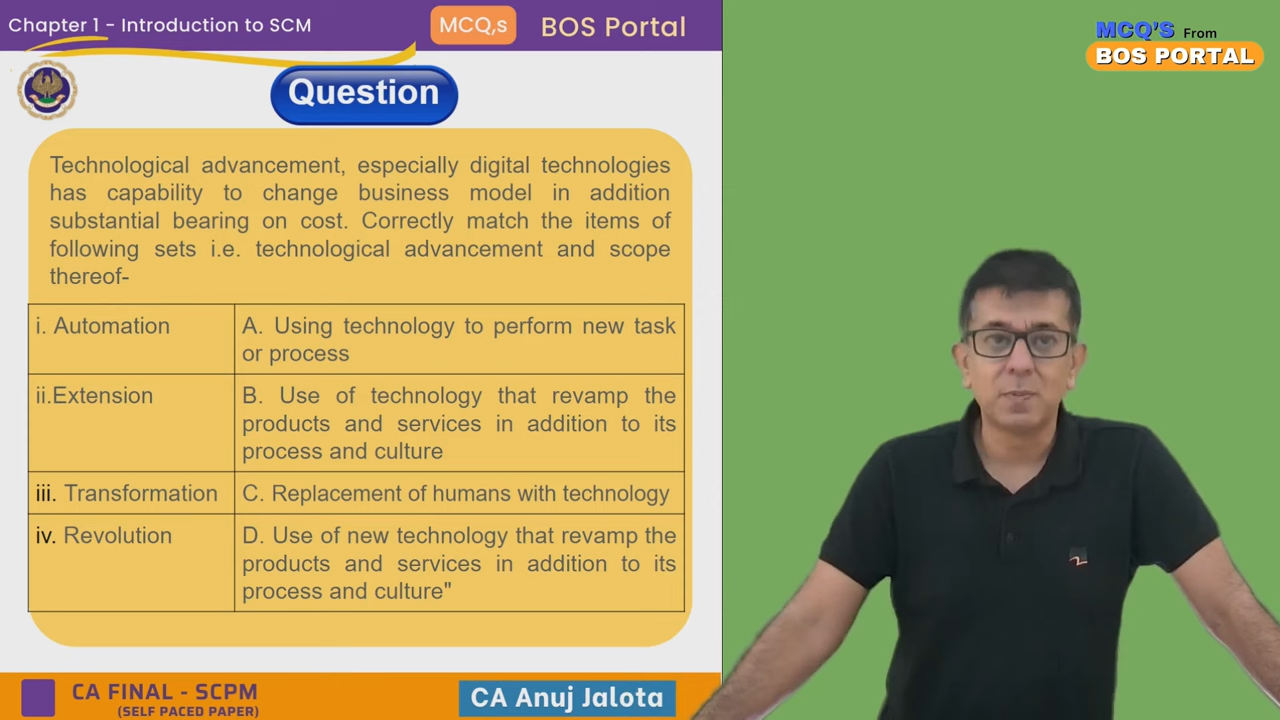 Chapter 1 - Introduction to SCM
MCQ,s
BOS Portal
MCQ'S From
BOS PORTAL
Question
Technological advancement, especially digital technologies
has capability to change business model in addition
substantial bearing on cost. Correctly match the items of
following sets i.e. technological advancement and scope
thereof-
i. Automation
A. Using technology to perform new task
or process
ii.Extension
B. Use of technology that revamp the
products and services in addition to its
process and culture
iii. Transformation
C. Replacement of humans with technology
iv. Revolution
D. Use of new technology that revamp the
products and services in addition to its
process and culture"
CA FINAL - SCPM
(SELF PACED PAPER)
CA Anuj Jalota